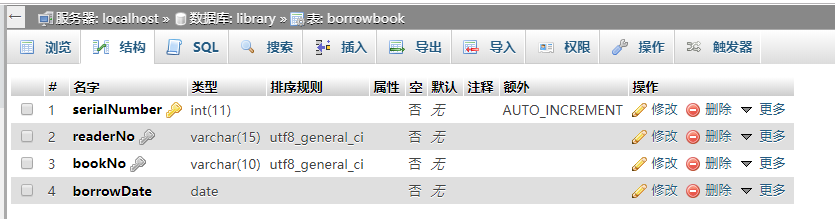 服务器: localhost » 数据库: library » 表: borrowbook
浏览 结构 SQL 搜索 插入 导出 导入 权限 操作 触发器
# 名字 类型 排序规则 属性 空 默认 注释 额外 操作
1 serialNumber int(11) 否 无 AUTO_INCREMENT 修改 删除 更多
2 readerNo varchar(15) utf8_general_ci 否 无 修改 删除 更多
3 bookNo varchar(10) utf8_general_ci 否 无 修改 删除 更多
4 borrowDate date 否 无 修改 删除 更多